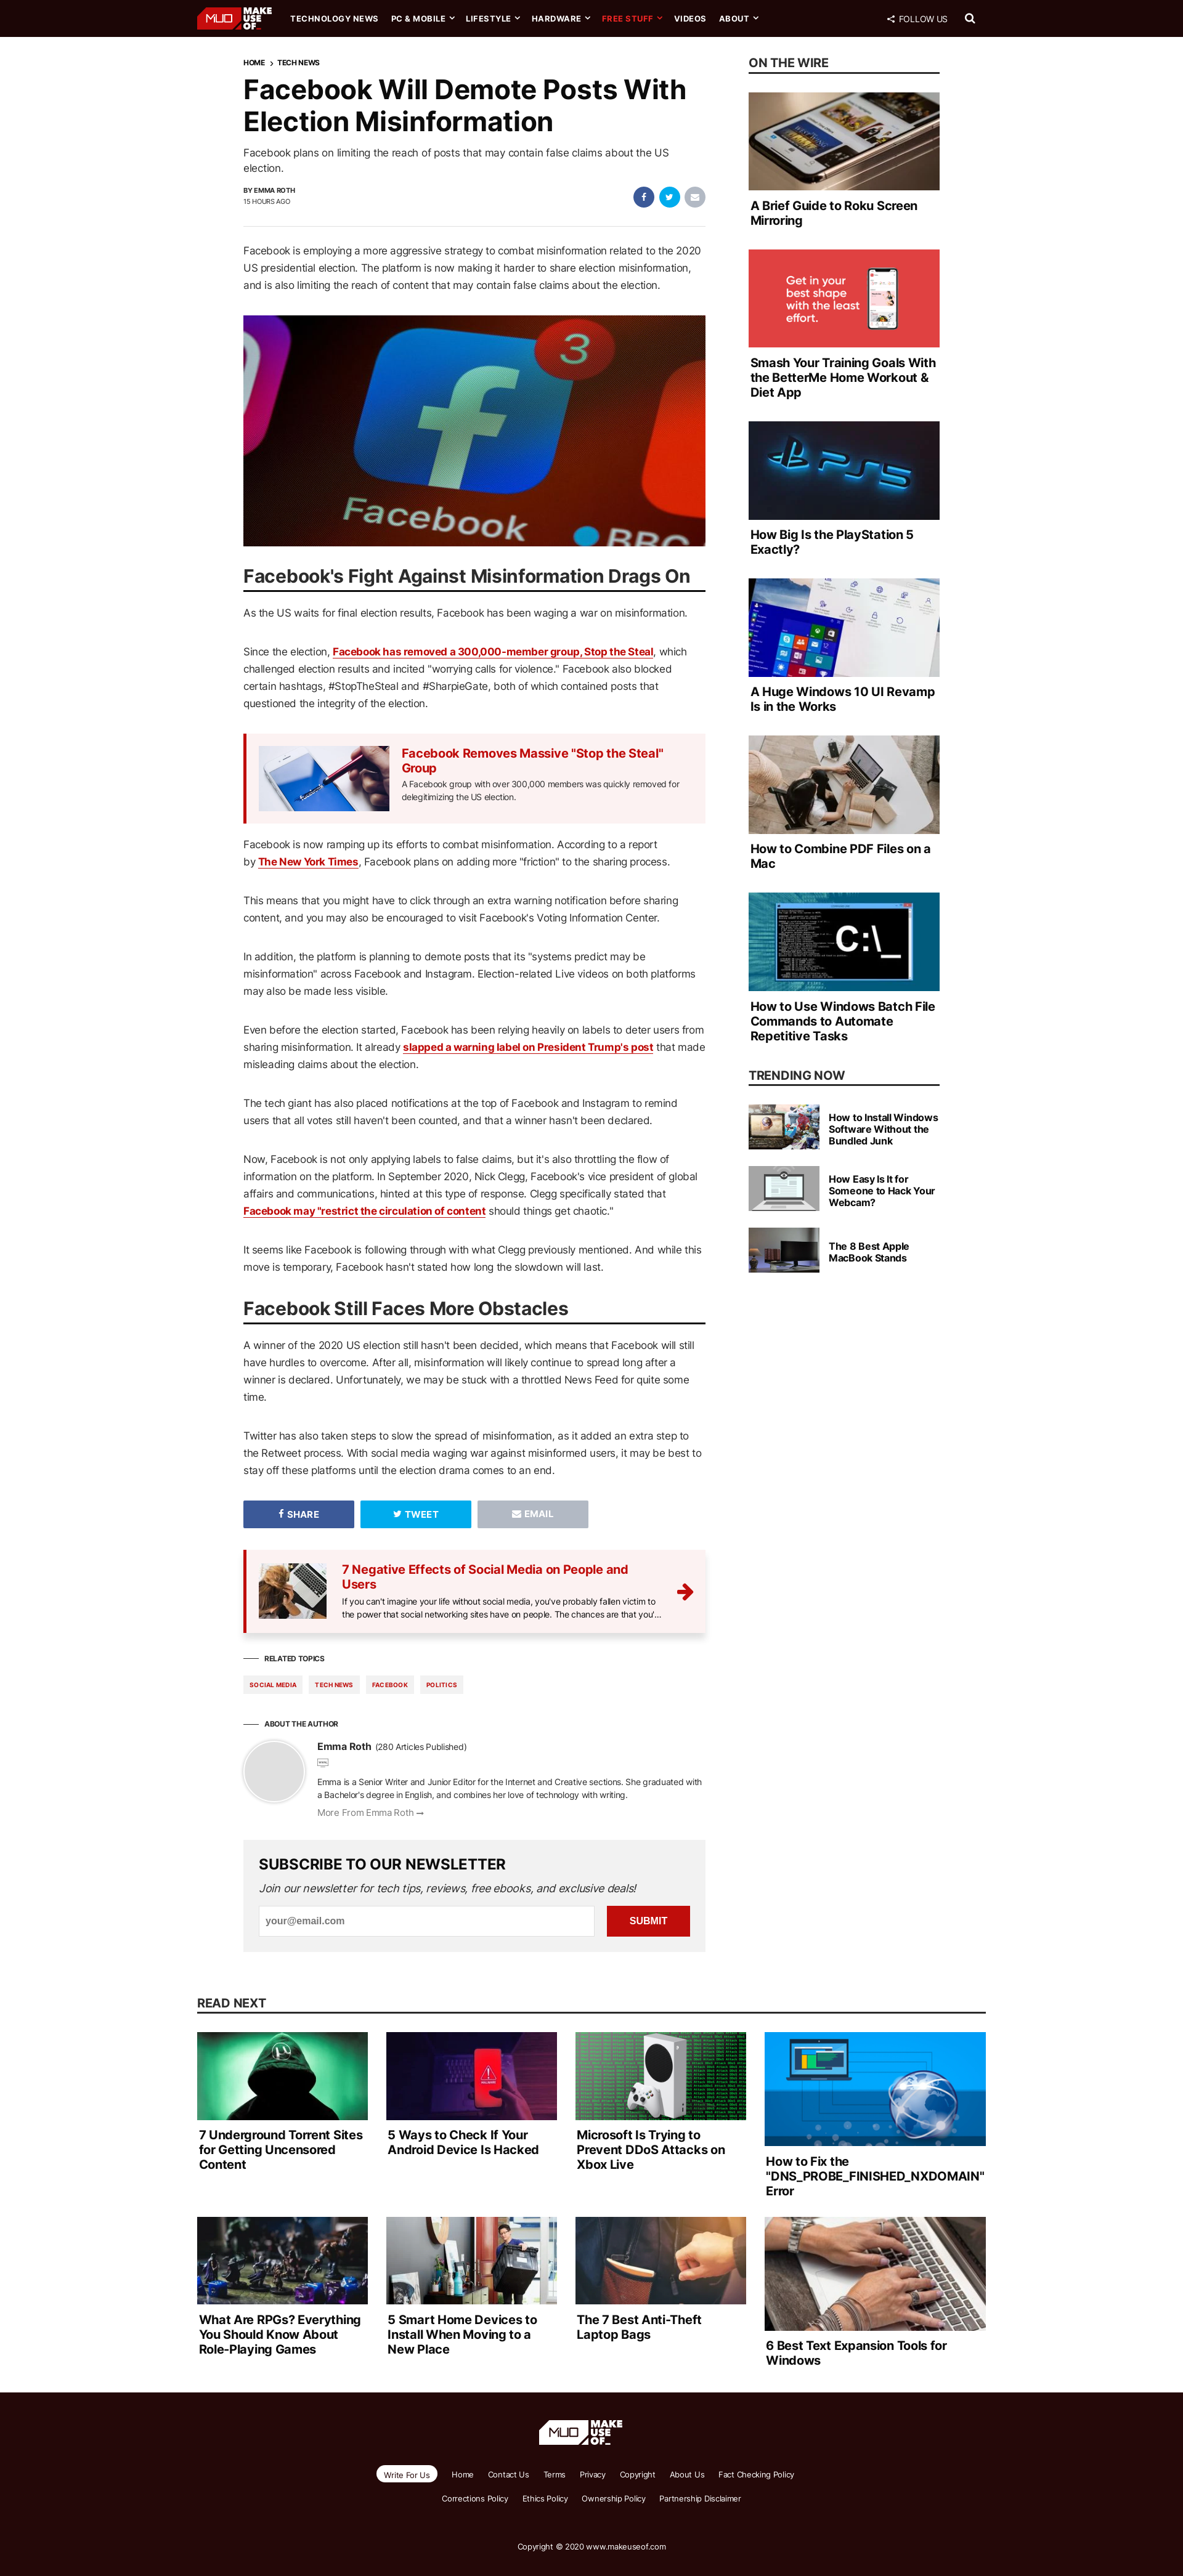 MUO MAKE
USE
OF_
TECHNOLOGY NEWS PC & MOBILE LIFESTYLE HARDWARE FREE STUFF VIDEOS ABOUT FOLLOW US
HOME › TECH NEWS
Facebook Will Demote Posts With
Election Misinformation
Facebook plans on limiting the reach of posts that may contain false claims about the US
election.
BY EMMA ROTH
15 HOURS AGO
Facebook is employing a more aggressive strategy to combat misinformation related to the 2020
US presidential election. The platform is now making it harder to share election misinformation,
and is also limiting the reach of content that may contain false claims about the election.
3
Facebook
BBC
Facebook's Fight Against Misinformation Drags On
As the US waits for final election results, Facebook has been waging a war on misinformation.
Since the election, Facebook has removed a 300,000-member group, Stop the Steal, which
challenged election results and incited "worrying calls for violence." Facebook also blocked
certain hashtags, #StopTheSteal and #SharpieGate, both of which contained posts that
questioned the integrity of the election.
Facebook Removes Massive "Stop the Steal"
Group
A Facebook group with over 300,000 members was quickly removed for
delegitimizing the US election.
Facebook is now ramping up its efforts to combat misinformation. According to a report
by The New York Times, Facebook plans on adding more "friction" to the sharing process.
This means that you might have to click through an extra warning notification before sharing
content, and you may also be encouraged to visit Facebook's Voting Information Center.
In addition, the platform is planning to demote posts that its "systems predict may be
misinformation" across Facebook and Instagram. Election-related Live videos on both platforms
may also be made less visible.
Even before the election started, Facebook has been relying heavily on labels to deter users from
sharing misinformation. It already slapped a warning label on President Trump's post that made
misleading claims about the election.
The tech giant has also placed notifications at the top of Facebook and Instagram to remind
users that all votes still haven't been counted, and that a winner hasn't been declared.
Now, Facebook is not only applying labels to false claims, but it's also throttling the flow of
information on the platform. In September 2020, Nick Clegg, Facebook's vice president of global
affairs and communications, hinted at this type of response. Clegg specifically stated that
Facebook may "restrict the circulation of content should things get chaotic."
It seems like Facebook is following through with what Clegg previously mentioned. And while this
move is temporary, Facebook hasn't stated how long the slowdown will last.
Facebook Still Faces More Obstacles
A winner of the 2020 US election still hasn't been decided, which means that Facebook will still
have hurdles to overcome. After all, misinformation will likely continue to spread long after a
winner is declared. Unfortunately, we may be stuck with a throttled News Feed for quite some
time.
Twitter has also taken steps to slow the spread of misinformation, as it added an extra step to
the Retweet process. With social media waging war against misinformed users, it may be best to
stay off these platforms until the election drama comes to an end.
SHARE TWEET EMAIL
7 Negative Effects of Social Media on People and
Users
If you can't imagine your life without social media, you've probably fallen victim to
the power that social networking sites have on people. The chances are that you'...
RELATED TOPICS
SOCIAL MEDIA TECH NEWS FACEBOOK POLITICS
ABOUT THE AUTHOR
Emma Roth (280 Articles Published)
Emma is a Senior Writer and Junior Editor for the Internet and Creative sections. She graduated with
a Bachelor's degree in English, and combines her love of technology with writing.
More From Emma Roth
SUBSCRIBE TO OUR NEWSLETTER
Join our newsletter for tech tips, reviews, free ebooks, and exclusive deals!
your@email.com SUBMIT
ON THE WIRE
A Brief Guide to Roku Screen
Mirroring
Get in your
best shape
with the least
effort.
Smash Your Training Goals With
the BetterMe Home Workout &
Diet App
PS5
How Big Is the PlayStation 5
Exactly?
A Huge Windows 10 UI Revamp
Is in the Works
How to Combine PDF Files on a
Mac
C:\_
How to Use Windows Batch File
Commands to Automate
Repetitive Tasks
TRENDING NOW
How to Install Windows
Software Without the
Bundled Junk
How Easy Is It for
Someone to Hack Your
Webcam?
The 8 Best Apple
MacBook Stands
READ NEXT
7 Underground Torrent Sites
for Getting Uncensored
Content
5 Ways to Check If Your
Android Device Is Hacked
Microsoft Is Trying to
Prevent DDoS Attacks on
Xbox Live
How to Fix the
"DNS_PROBE_FINISHED_NXDOMAIN"
Error
What Are RPGs? Everything
You Should Know About
Role-Playing Games
5 Smart Home Devices to
Install When Moving to a
New Place
The 7 Best Anti-Theft
Laptop Bags
6 Best Text Expansion Tools for
Windows
MUO MAKE
USE
OF_
Write For Us Home Contact Us Terms Privacy Copyright About Us Fact Checking Policy
Corrections Policy Ethics Policy Ownership Policy Partnership Disclaimer
Copyright © 2020 www.makeuseof.com